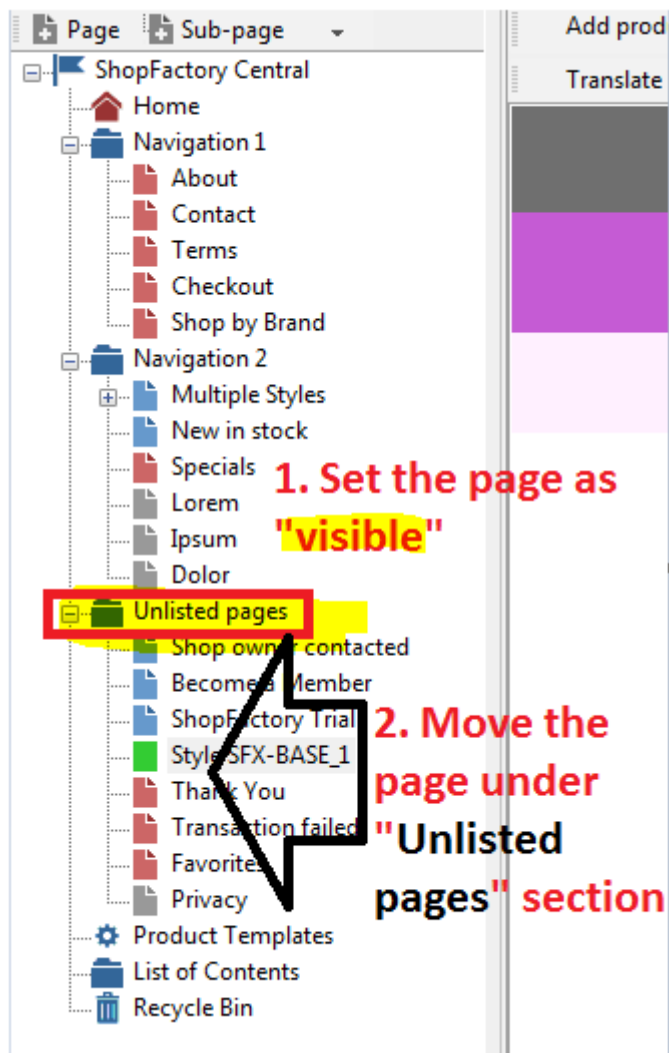 Page Sub-page Add prod
ShopFactory Central Translate
Home
Navigation 1
About
Contact
Terms
Checkout
Shop by Brand
Navigation 2
Multiple Styles
New in stock
Specials
Lorem
Ipsum
Dolor
1. Set the page as
"visible"
Unlisted pages
Shop owner contacted
Become a Member
ShopFactory Trial
Style SFX-BASE_1
Thank You
Transaction failed
Favorites
Privacy
2. Move the
page under
"Unlisted
pages" section
Product Templates
List of Contents
Recycle Bin